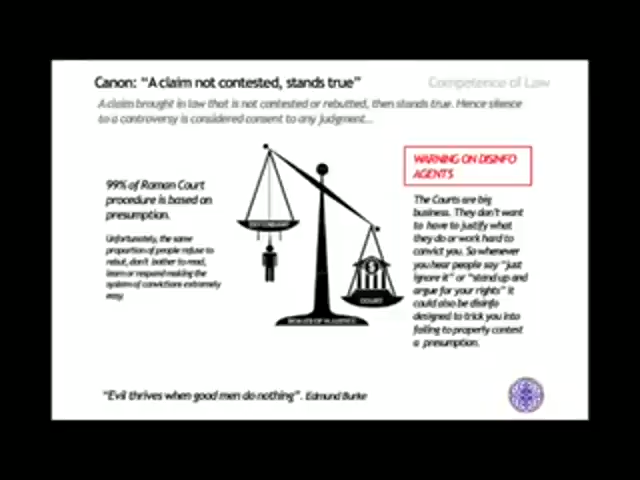 Canon: “A claim not contested, stands true”
Competence of Law
A claim brought in law that is not contested or rebutted, then stands true. Hence silence
to a controversy is considered consent to any judgment...
99% of Roman Court
procedure is based on
presumption.
Unfortunately, the same
proportion of people refuse to
rebut, don't bother to read,
learn or respond making the
system of convictions extremely
easy
DEFENDANT
COURT
SCALES OF INJUSTICE
WARNING ON DISINFO
AGENTS
The Courts are big
business. They don't want
to have to justify what
they do or work hard to
convict you. So whenever
you hear people say “just
ignore it” or “stand up and
argue for your rights” it
could also be disinfo
designed to trick you into
failing to properly contest
a presumption.
“Evil thrives when good men do nothing”. Edmund Burke